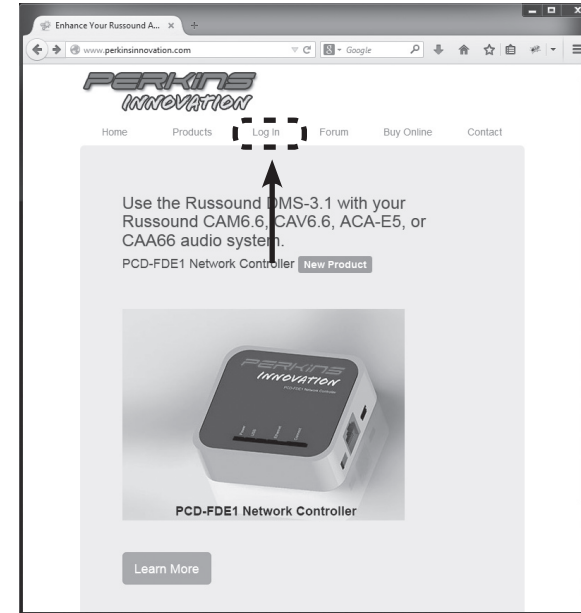 Enhance Your Russound A...
www.perkinsinnovation.com
Google
PERKINS
INNOVATION
Home Products Log In Forum Buy Online Contact
Use the Russound DMS-3.1 with your
Russound CAM6.6, CAV6.6, ACA-E5, or
CAA66 audio system.
PCD-FDE1 Network Controller New Product
PERKINS
INNOVATION
PCD-FDE1 Network Controller
Learn More